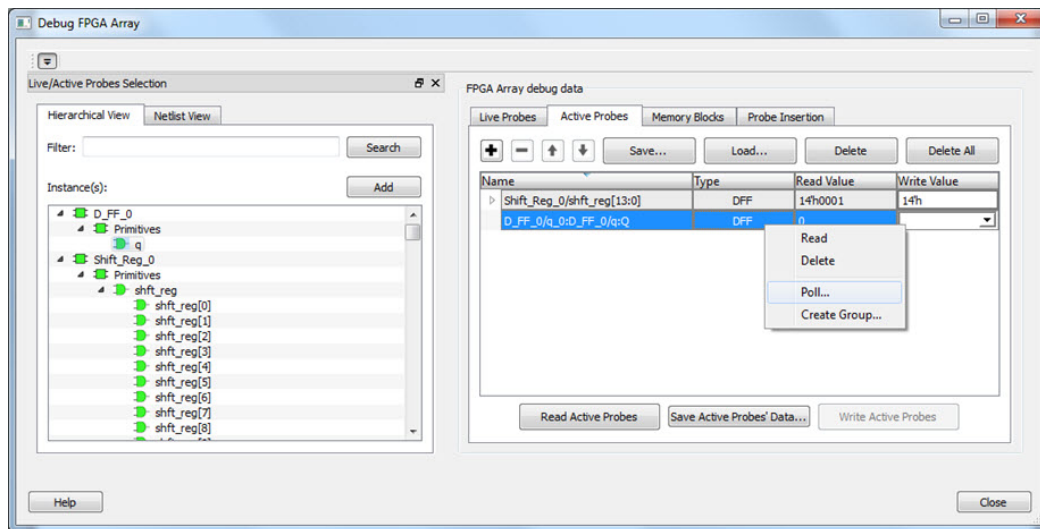 Debug FPGA Array
Live/Active Probes Selection
Hierarchical View Netlist View
Filter: Search
Instance(s): Add
D_FF_0
Primitives
q
Shift_Reg_0
Primitives
shft_reg
shft_reg[0]
shft_reg[1]
shft_reg[2]
shft_reg[3]
shft_reg[4]
shft_reg[5]
shft_reg[6]
shft_reg[7]
shft_reg[8]
FPGA Array debug data
Live Probes Active Probes Memory Blocks Probe Insertion
Save... Load... Delete Delete All
Name Type Read Value Write Value
Shift_Reg_0/shft_reg[13:0] DFF 14'h0001 14'h
D_FF_0/q_0:D_FF_0/q:Q DFF 0
Read
Delete
Poll...
Create Group...
Read Active Probes Save Active Probes' Data... Write Active Probes
Help Close